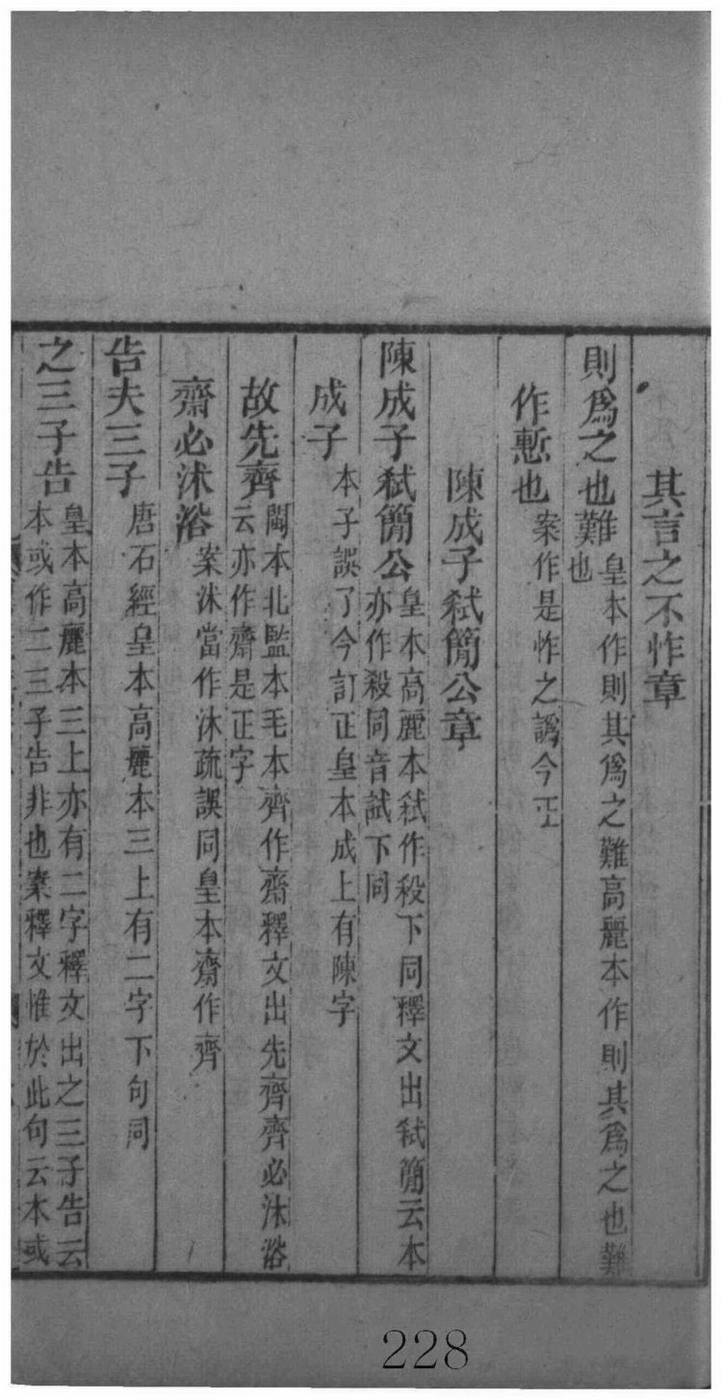 其言之不怍章
則爲之也難皇本作則其爲之難高麗本作則其爲之也難也
作慙也案作是怍之譌今正
陳成子弒簡公章
陳成子弒簡公皇本高麗本弒作殺下同釋文出弒簡云本亦作殺同音試下同
成子本子誤了今訂正皇本成上有陳字
故先齊閩本北監本毛本齊作齋釋文出先齊齊必沐浴云亦作齋是正字
齋必沭浴案沭當作沐疏誤同皇本齋作齊
告夫三子唐石經皇本高麗本三上有二字下句同
之三子告皇本高麗本三上亦有二字釋文出之三子告云本或作二三子告非也案釋文惟於此句云本或
228